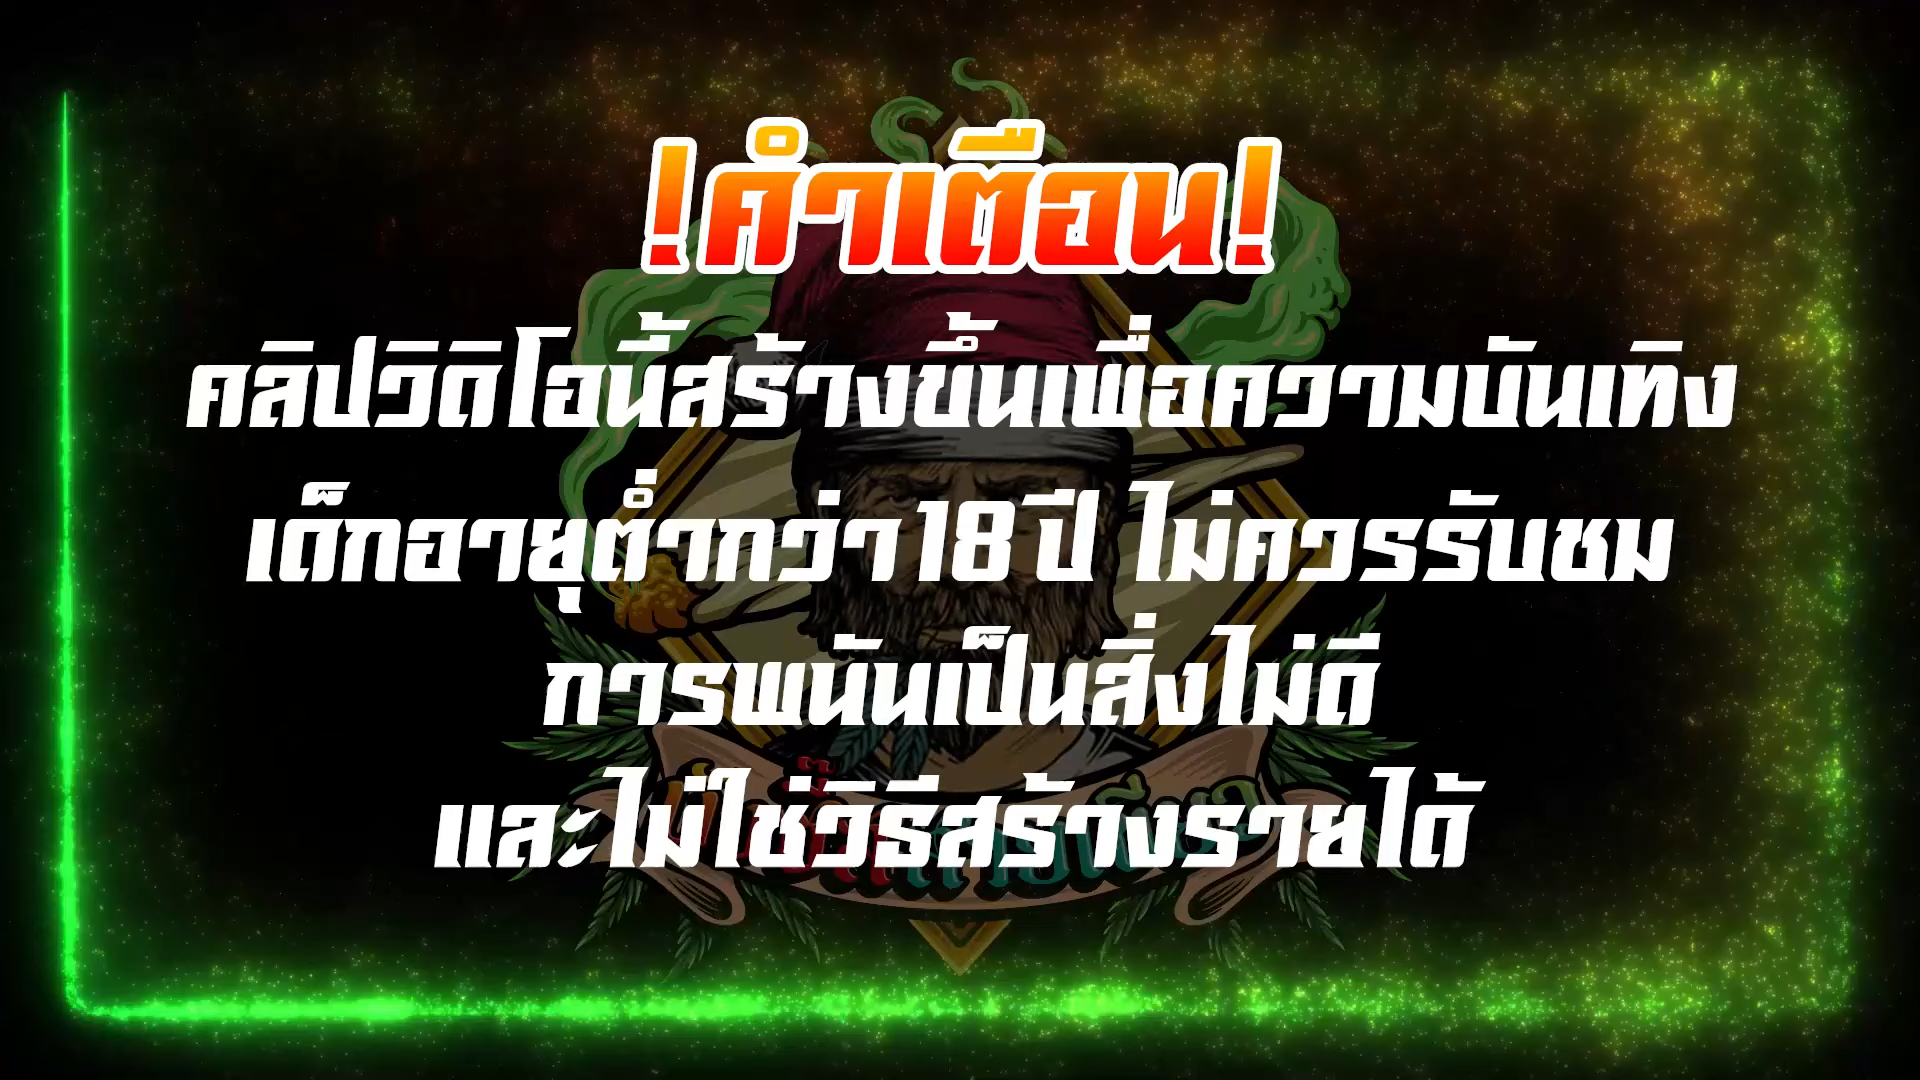 !คำเตือน!
คลิปวิดิโอนี้สร้างขึ้นเพื่อความบันเทิง
เด็กอายุต่ำกว่า 18 ปี ไม่ควรรับชม
การพนันเป็นสิ่งไม่ดี
และไม่ใช่วิธีสร้างรายได้